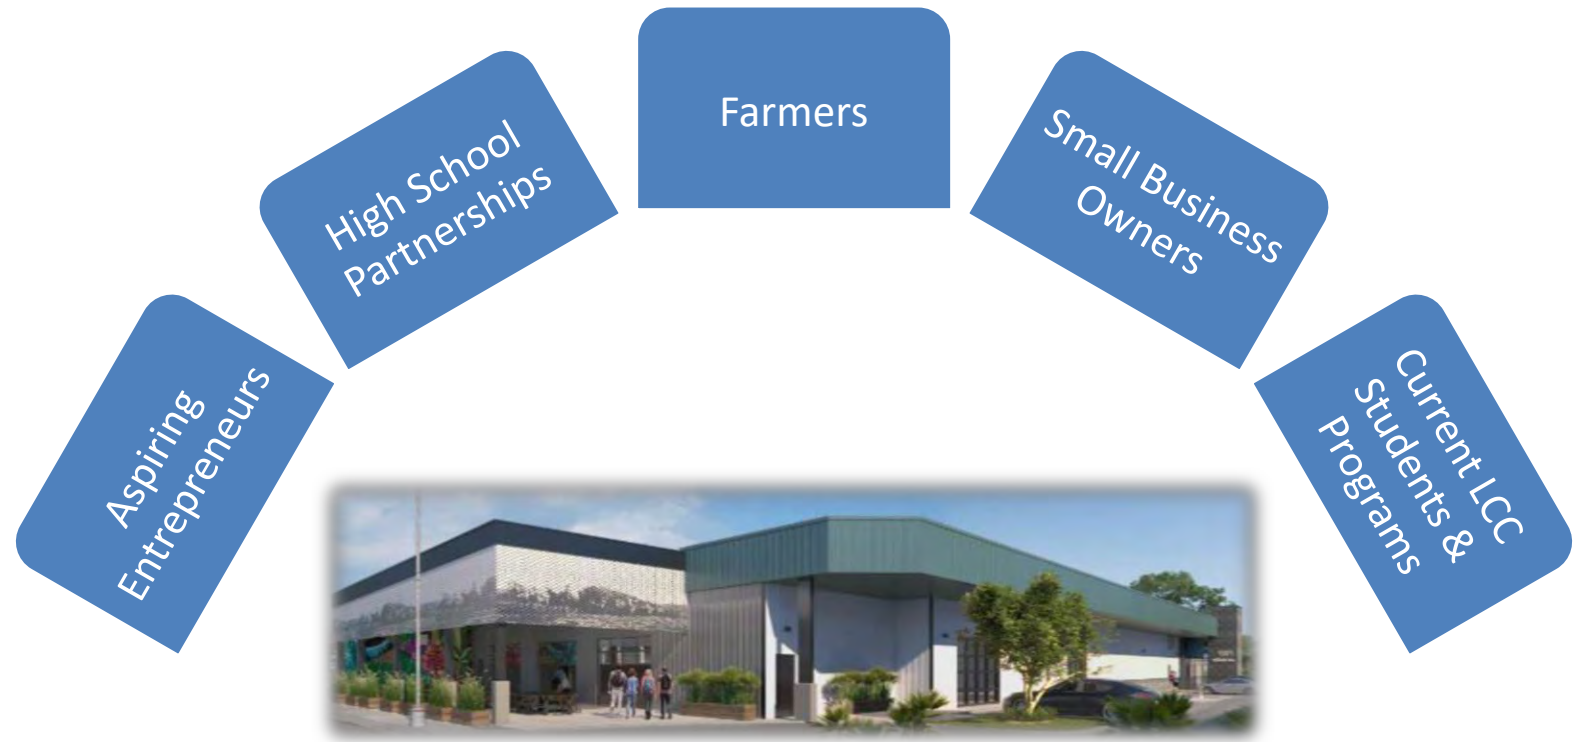 Aspiring
Entrepreneurs
High School
Partnerships
Farmers
Small Business
Owners
Current LCC
Students &
Programs